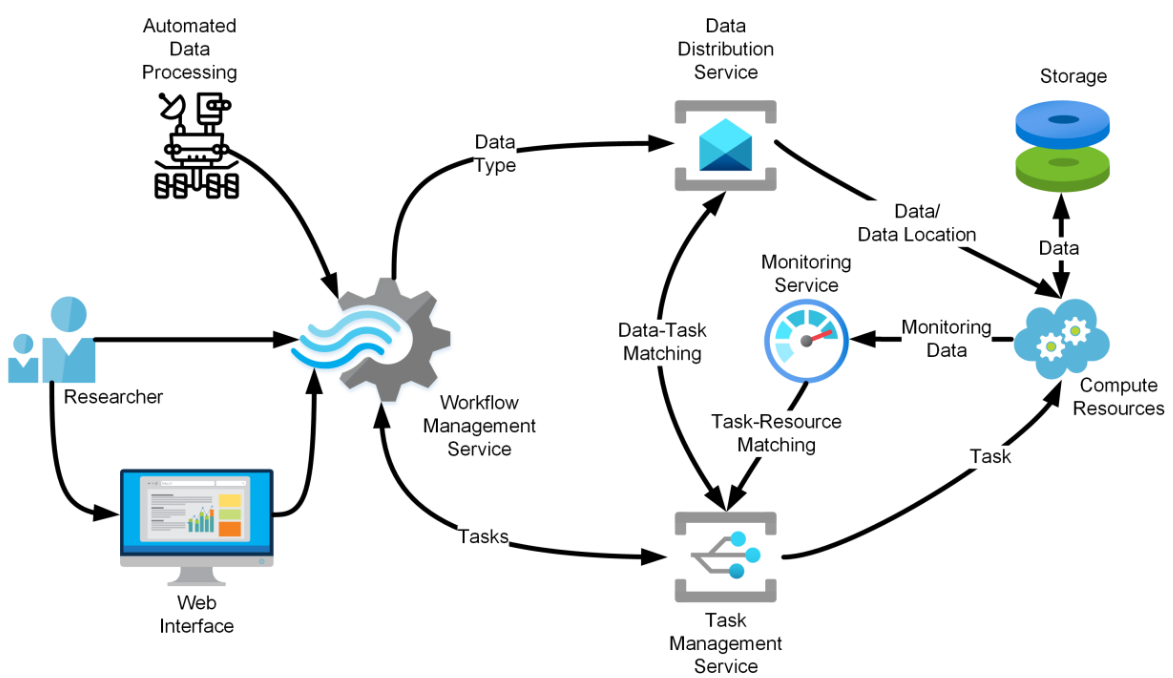 Automated
Data
Processing
Data
Distribution
Service
Storage
Data
Type
Data/
Data Location
Data
Monitoring
Service
Monitoring
Data
Data-Task
Matching
Researcher
Workflow
Management
Service
Compute
Resources
Task-Resource
Matching
Task
Tasks
Web
Interface
Task
Management
Service